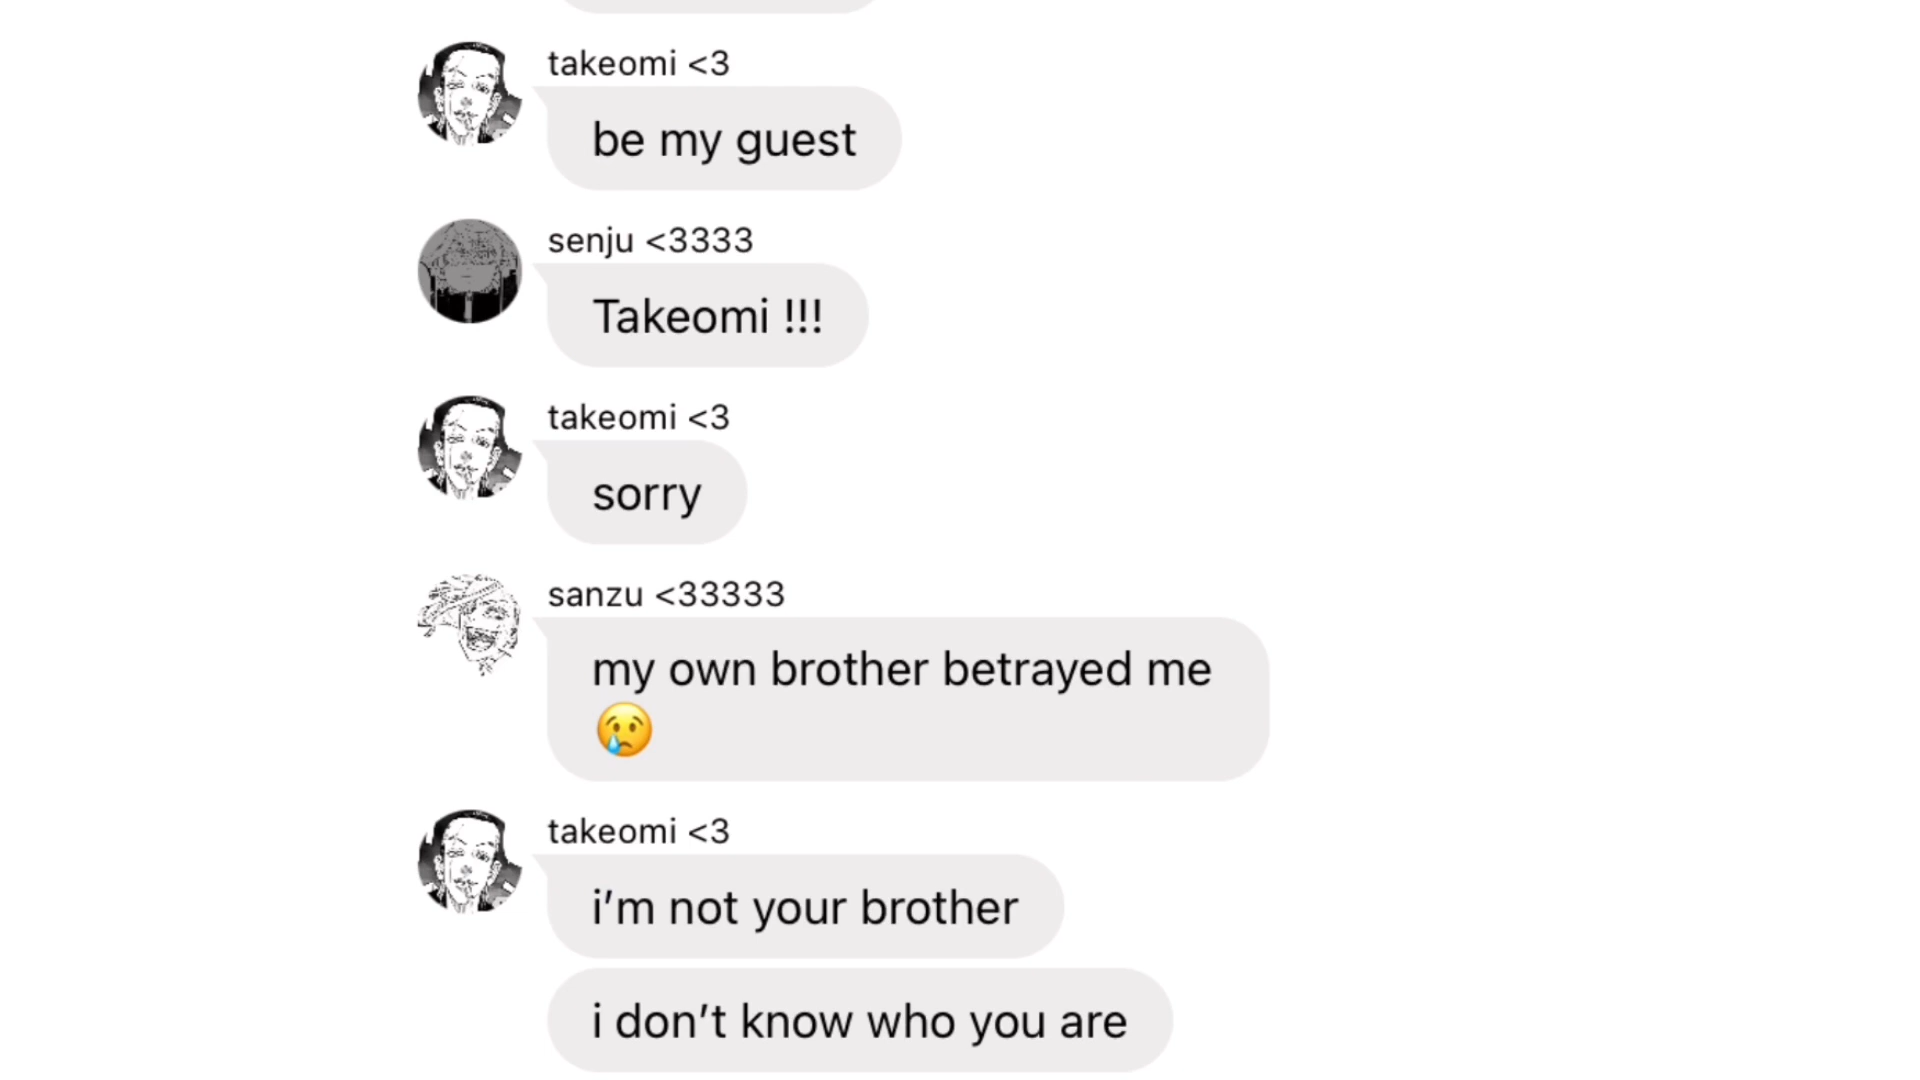 takeomi <3
be my guest
senju <3333
Takeomi !!!
takeomi <3
sorry
sanzu <33333
my own brother betrayed me
😢
takeomi <3
i’m not your brother
i don’t know who you are